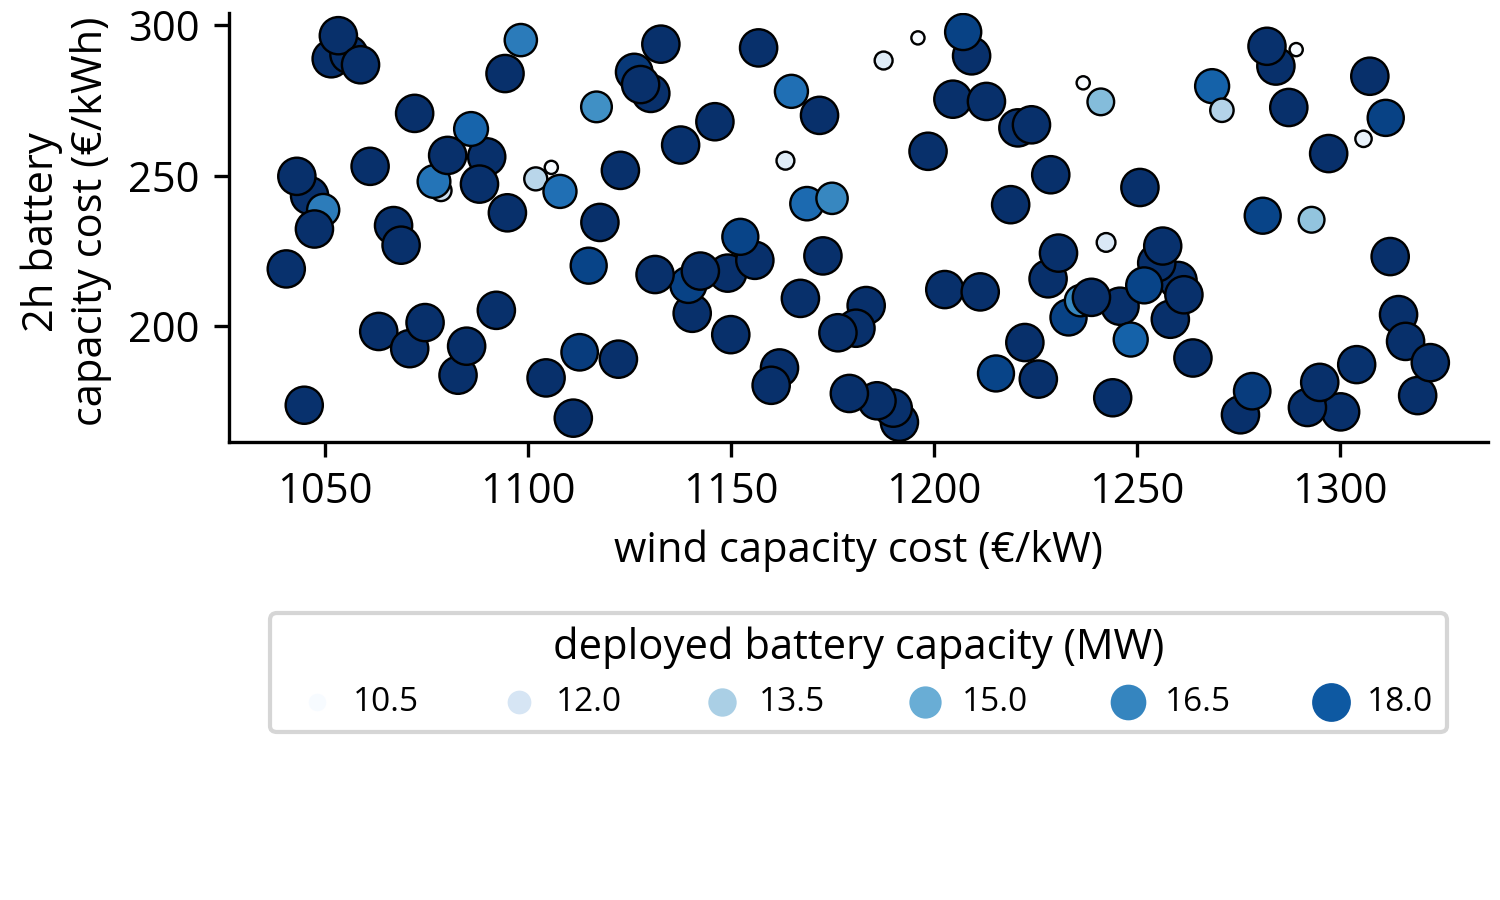 2h battery
capacity cost (€/kWh)
300
250
200
1050 1100 1150 1200 1250 1300
wind capacity cost (€/kW)
deployed battery capacity (MW)
10.5 12.0 13.5 15.0 16.5 18.0